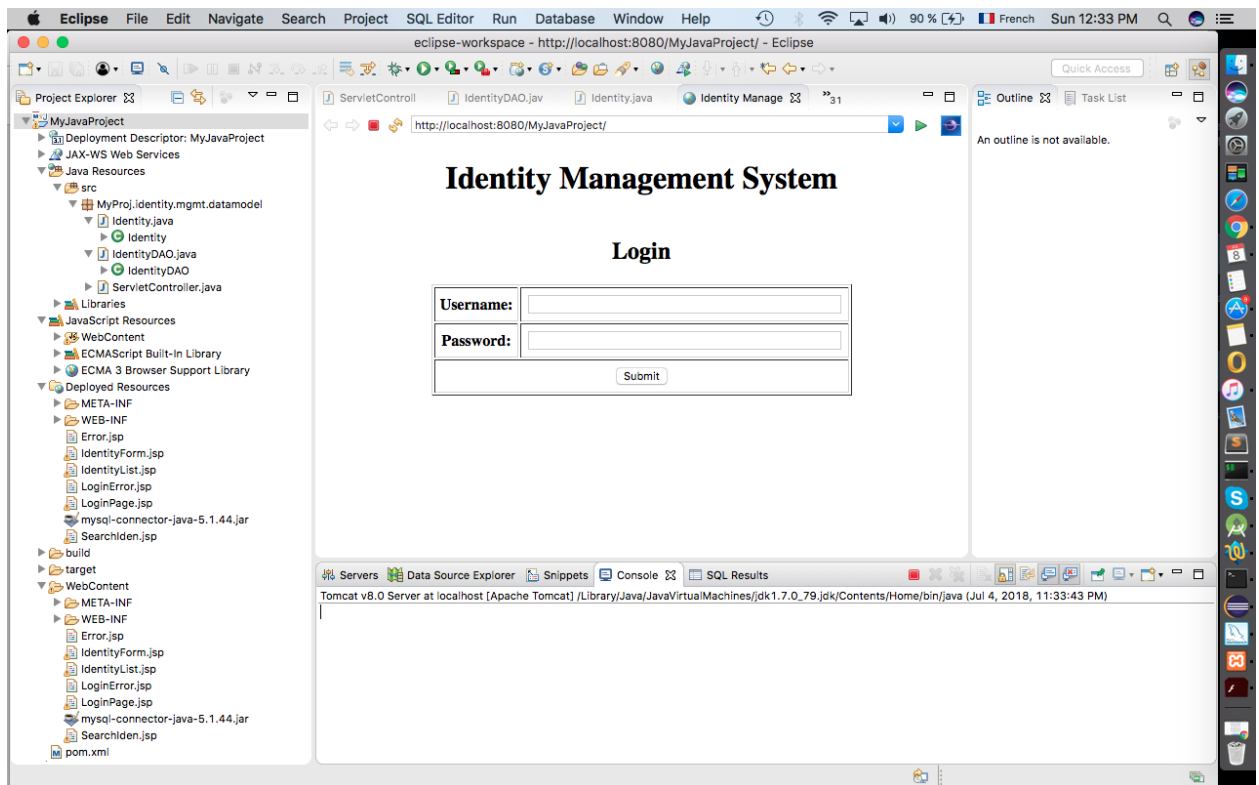 Eclipse File Edit Navigate Search Project SQL Editor Run Database Window Help 90 % French Sun 12:33 PM
eclipse-workspace - http://localhost:8080/MyJavaProject/ - Eclipse
Quick Access
Project Explorer
ServletControll IdentityDAO.jav Identity.java Identity Manage »31
Outline Task List
MyJavaProject
Deployment Descriptor: MyJavaProject
JAX-WS Web Services
Java Resources
src
MyProj.identity.mgmt.datamodel
Identity.java
Identity
IdentityDAO.java
IdentityDAO
ServletController.java
Libraries
JavaScript Resources
WebContent
ECMAScript Built-In Library
ECMA 3 Browser Support Library
Deployed Resources
META-INF
WEB-INF
Error.jsp
IdentityForm.jsp
IdentityList.jsp
LoginError.jsp
LoginPage.jsp
mysql-connector-java-5.1.44.jar
SearchIden.jsp
build
target
WebContent
META-INF
WEB-INF
Error.jsp
IdentityForm.jsp
IdentityList.jsp
LoginError.jsp
LoginPage.jsp
mysql-connector-java-5.1.44.jar
SearchIden.jsp
pom.xml
http://localhost:8080/MyJavaProject/
Identity Management System
Login
Username:
Password:
Submit
An outline is not available.
Servers Data Source Explorer Snippets Console SQL Results
Tomcat v8.0 Server at localhost [Apache Tomcat] /Library/Java/JavaVirtualMachines/jdk1.7.0_79.jdk/Contents/Home/bin/java (Jul 4, 2018, 11:33:43 PM)
8